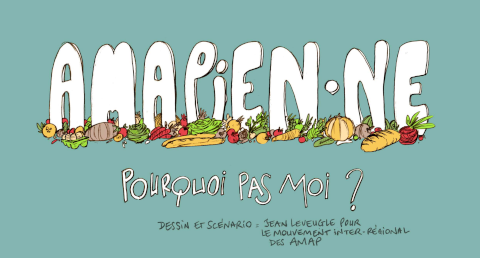 AMAPiEN·NE
POURQUOI PAS MOI ?
DESSIN ET SCÉNARIO = JEAN LEVEUGLE POUR
LE MOUVEMENT INTER-RÉGIONAL
DES AMAP